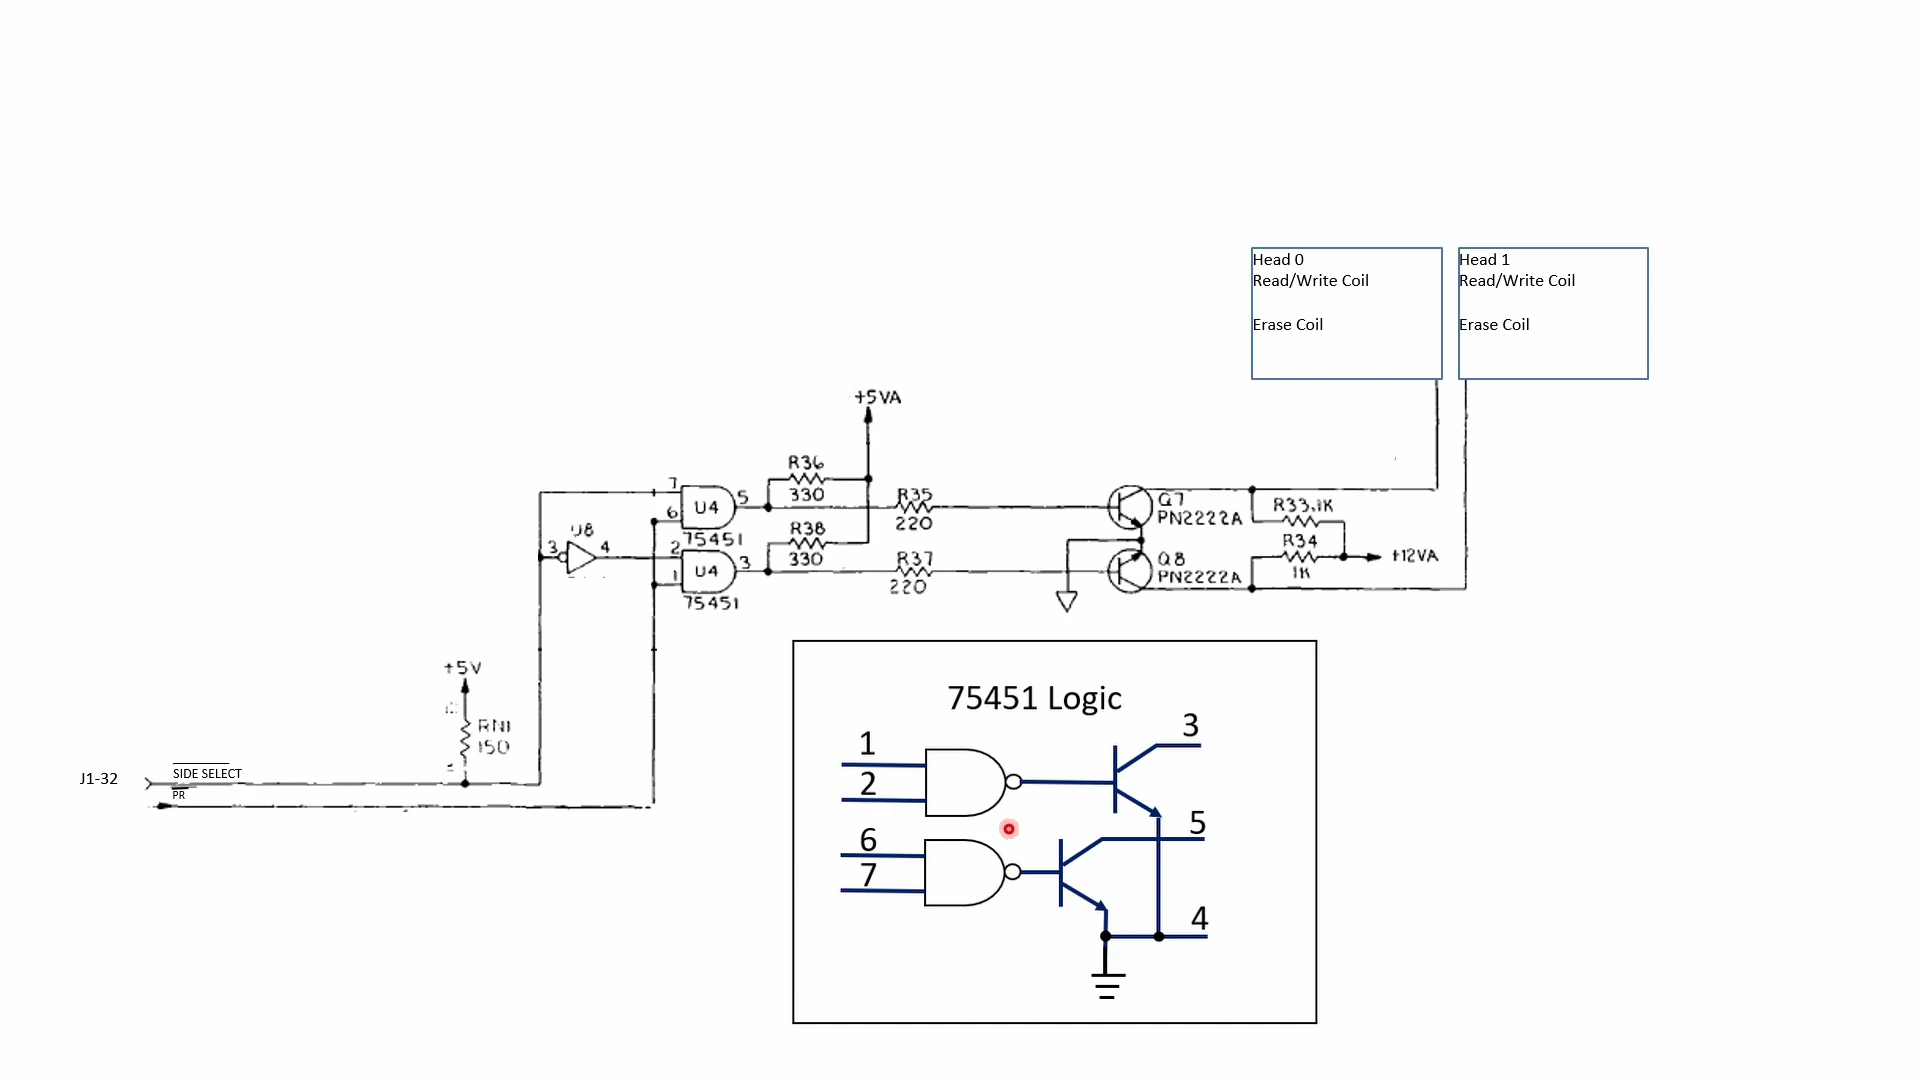 Head 0
Read/Write Coil
Erase Coil
Head 1
Read/Write Coil
Erase Coil
+5VA
R36
330
R38
330
R35
220
R37
220
7
6
U4
5
75451
2
1
U4
3
75451
3
U8
4
Q7
PN2222A
Q8
PN2222A
R33,1K
R34
1K
+12VA
+5V
RN1
150
J1-32
SIDE SELECT
PR
75451 Logic
1
2
3
6
7
5
4